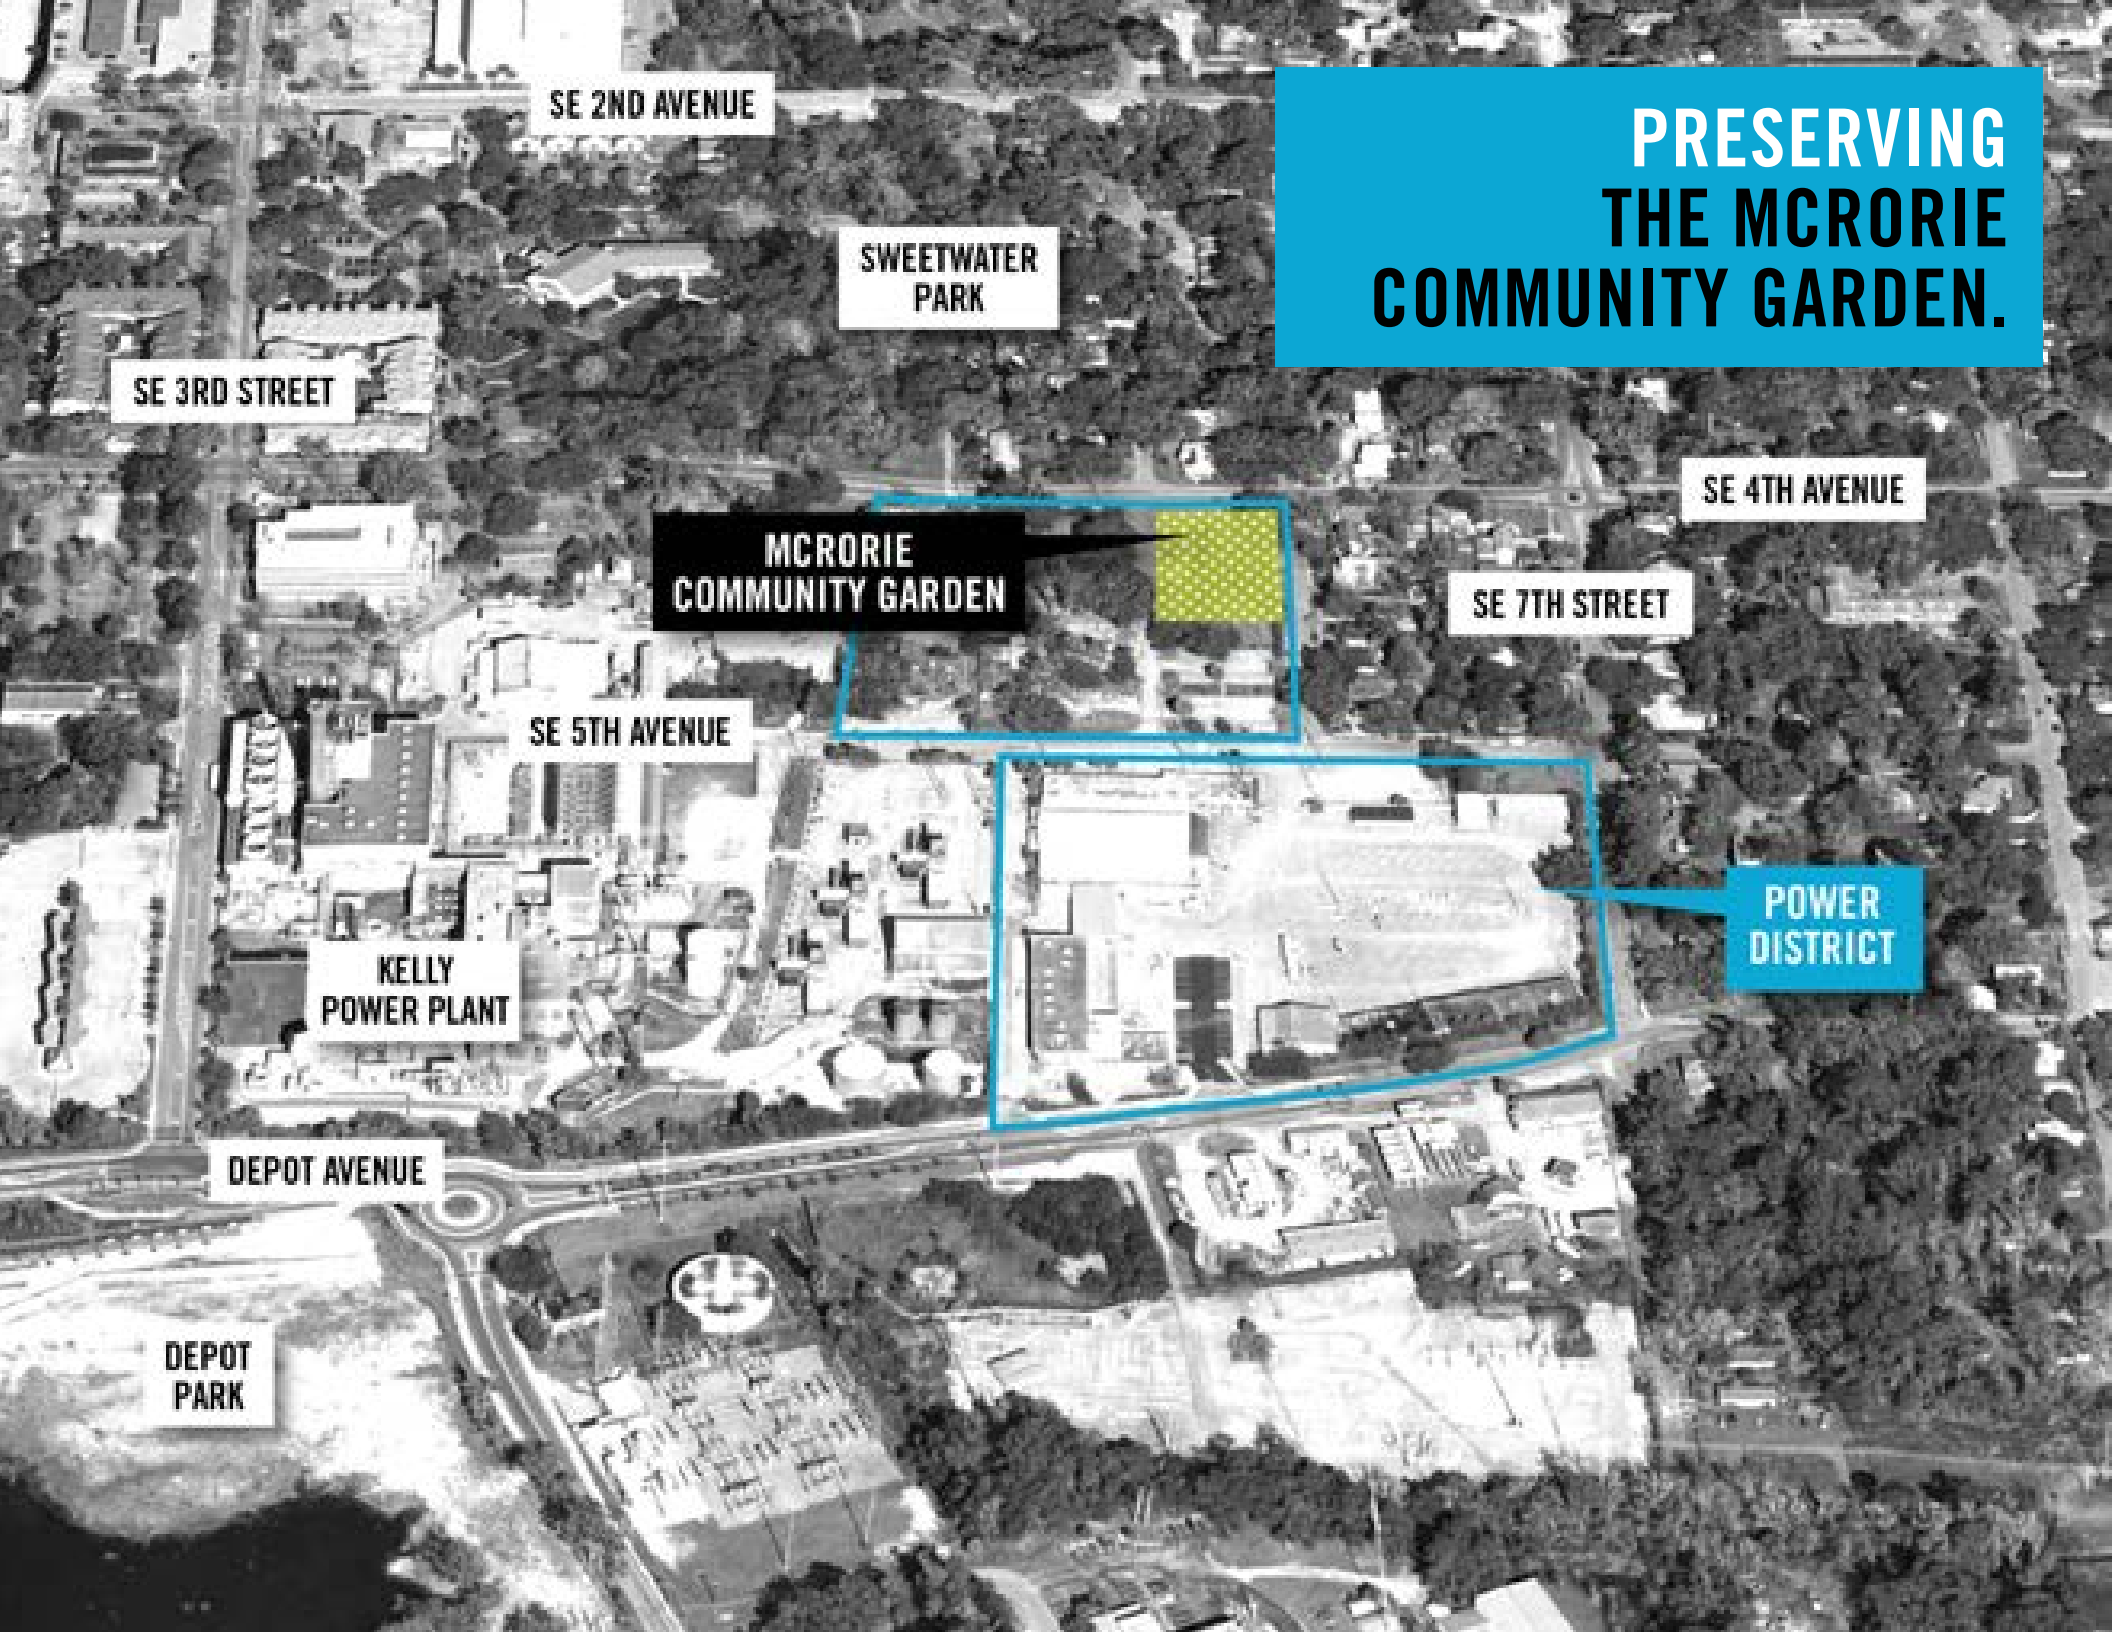 SE 2ND AVENUE
PRESERVING
THE MCRORIE
COMMUNITY GARDEN.
SWEETWATER
PARK
SE 3RD STREET
SE 4TH AVENUE
MCRORIE
COMMUNITY GARDEN
SE 7TH STREET
SE 5TH AVENUE
POWER
DISTRICT
KELLY
POWER PLANT
DEPOT AVENUE
DEPOT
PARK